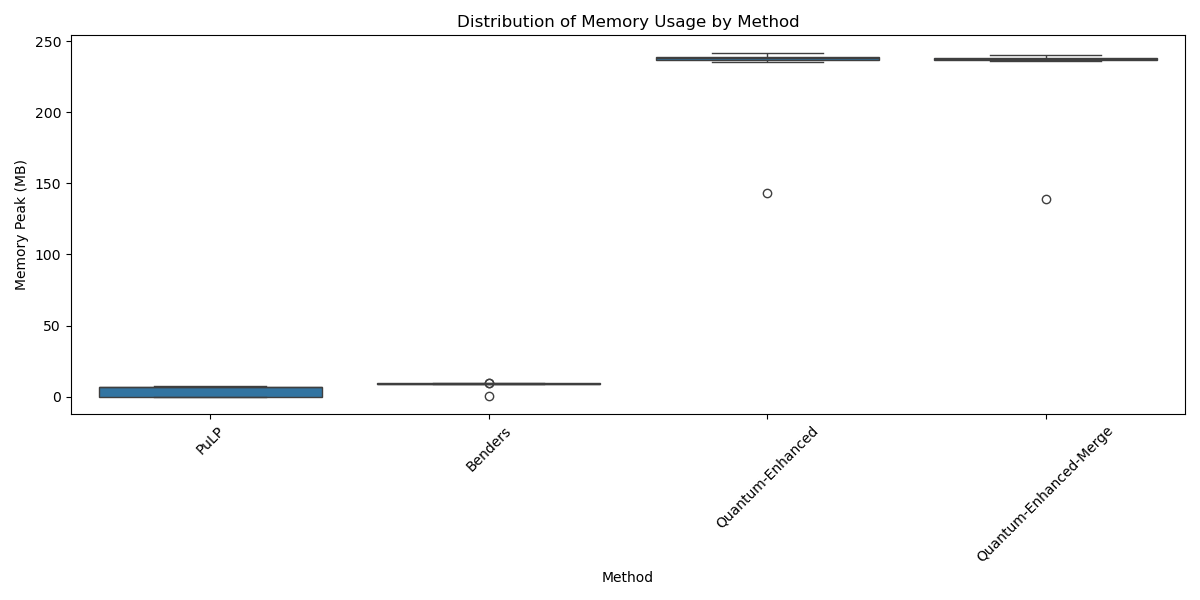 Distribution of Memory Usage by Method
Memory Peak (MB)
250
200
150
100
50
0
PuLP
Benders
Quantum-Enhanced
Quantum-Enhanced-Merge
Method